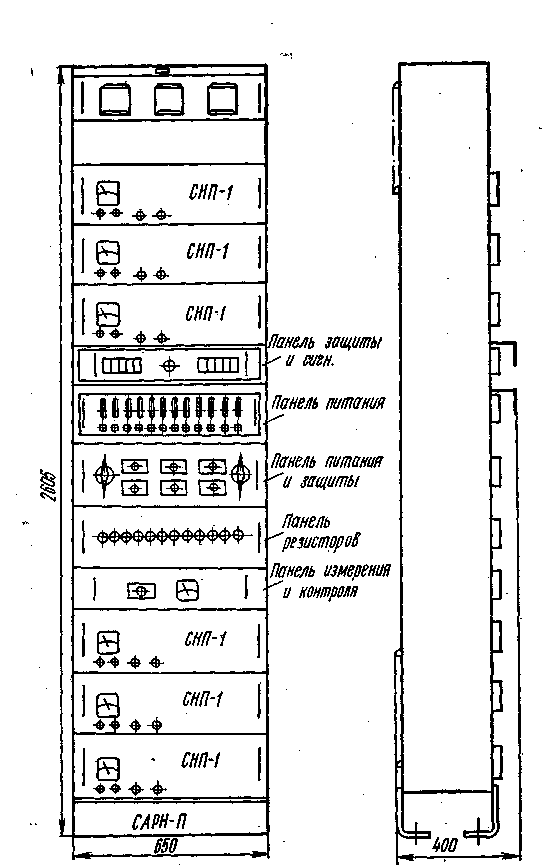 СНП-1
СНП-1
СНП-1
Панель защиты
и сигн.
Панель питания
Панель питания
и защиты
Панель
резисторов
Панель измерения
и контроля
СНП-1
СНП-1
СНП-1
САРН-П
2605
650
400